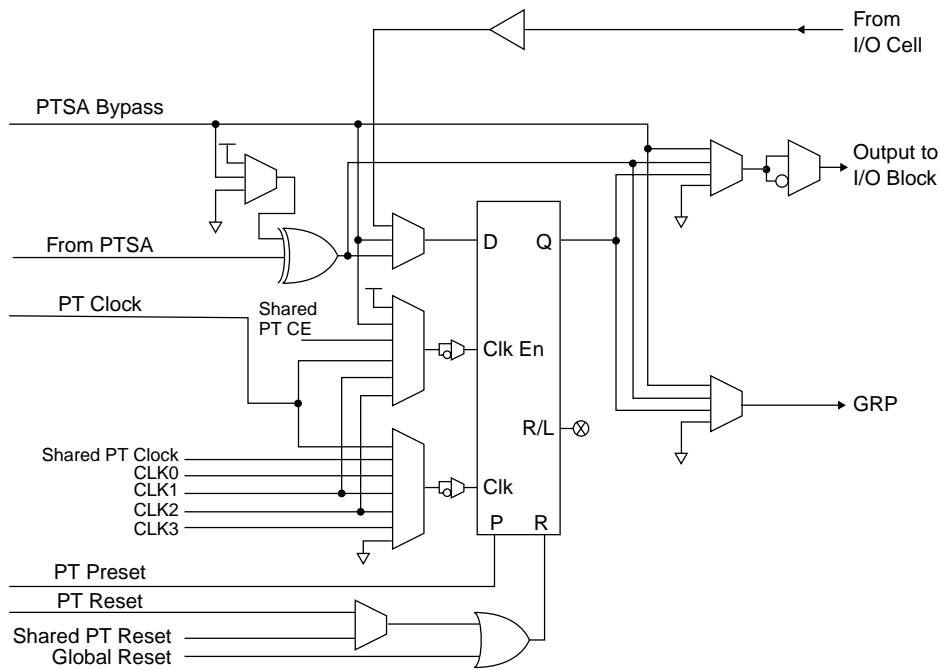 From
I/O Cell
PTSA Bypass
Output to
I/O Block
From PTSA
D
Q
PT Clock
Shared
PT CE
Clk En
GRP
R/L
Shared PT Clock
CLK0
CLK1
CLK2
CLK3
Clk
P
R
PT Preset
PT Reset
Shared PT Reset
Global Reset